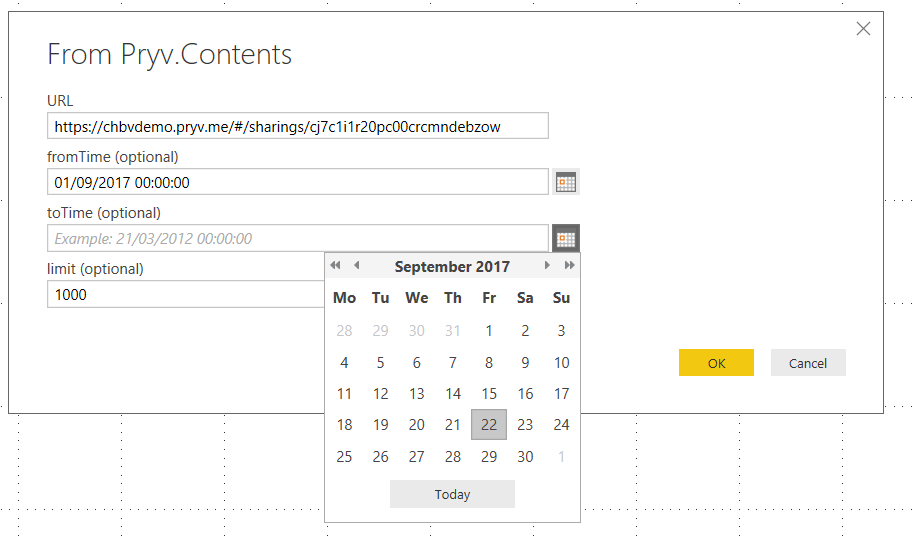 From Pryv.Contents
URL
https://chbvdemo.pryv.me/#/sharings/cj7c1i1r20pc00crcmndebzow
fromTime (optional)
01/09/2017 00:00:00
toTime (optional)
Example: 21/03/2012 00:00:00
limit (optional)
1000
September 2017
Mo Tu We Th Fr Sa Su
28 29 30 31 1 2 3
4 5 6 7 8 9 10
11 12 13 14 15 16 17
18 19 20 21 22 23 24
25 26 27 28 29 30 1
Today
OK Cancel